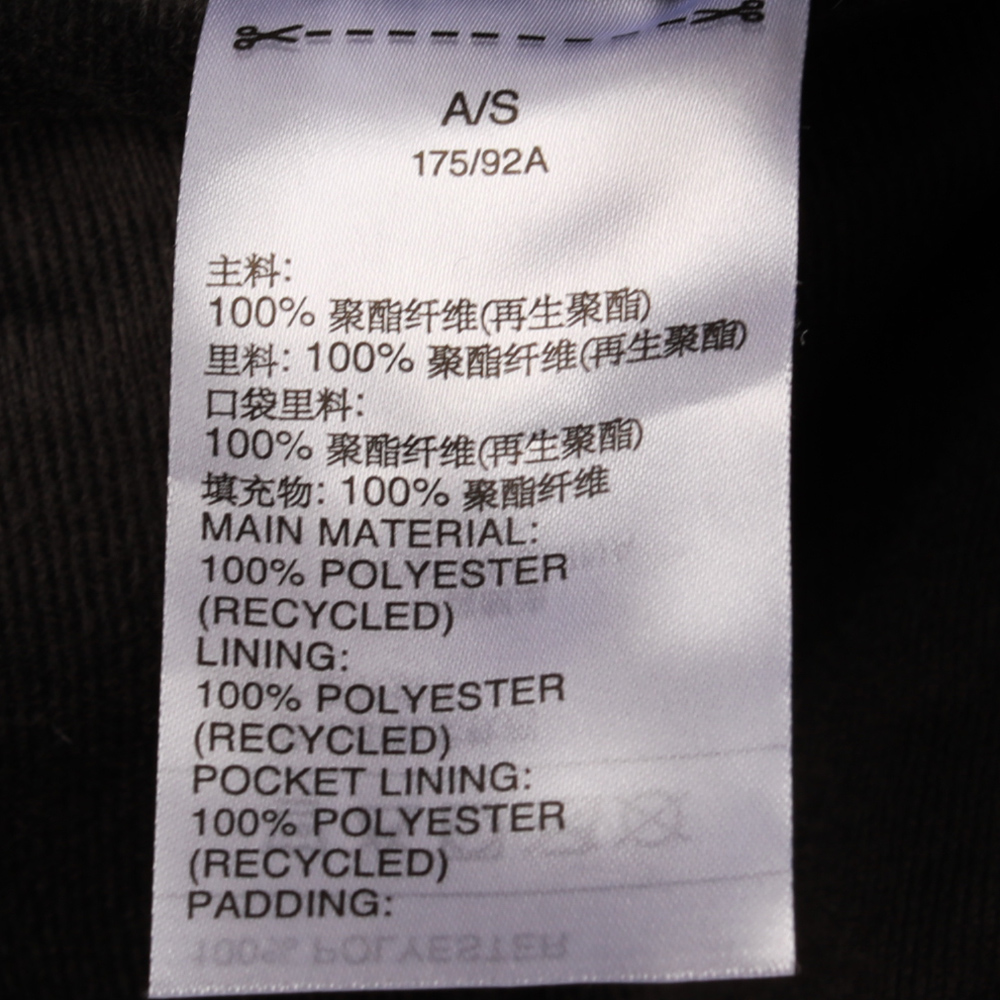 A/S
175/92A
主料:
100% 聚酯纤维(再生聚酯)
里料: 100% 聚酯纤维(再生聚酯)
口袋里料:
100% 聚酯纤维(再生聚酯)
填充物: 100% 聚酯纤维
MAIN MATERIAL:
100% POLYESTER
(RECYCLED)
LINING:
100% POLYESTER
(RECYCLED)
POCKET LINING:
100% POLYESTER
(RECYCLED)
PADDING:
100% POLYESTER